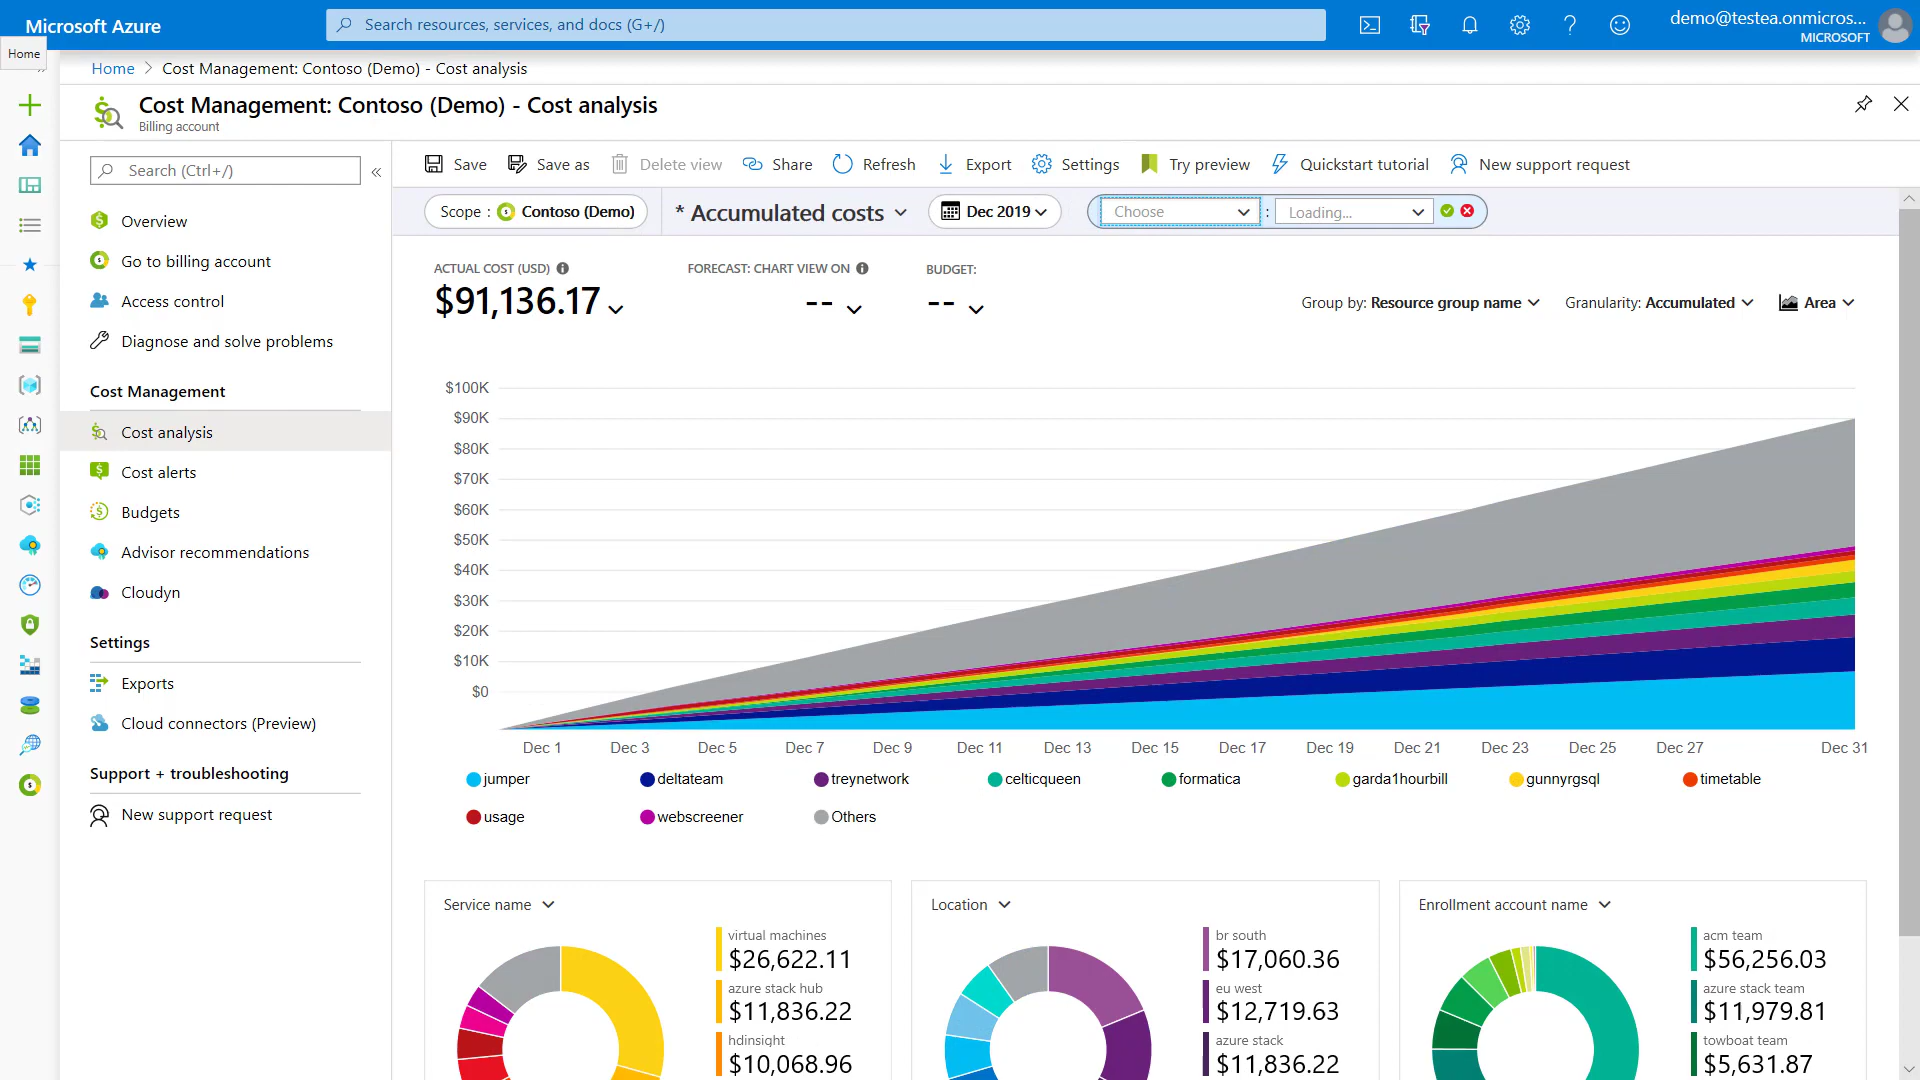 Microsoft Azure
Search resources, services, and docs (G+/)
demo@testea.onmicros...
MICROSOFT
Home
Home > Cost Management: Contoso (Demo) - Cost analysis
Cost Management: Contoso (Demo) - Cost analysis
Billing account
Search (Ctrl+/)
Overview
Go to billing account
Access control
Diagnose and solve problems
Cost Management
Cost analysis
Cost alerts
Budgets
Advisor recommendations
Cloudyn
Settings
Exports
Cloud connectors (Preview)
Support + troubleshooting
New support request
Save
Save as
Delete view
Share
Refresh
Export
Settings
Try preview
Quickstart tutorial
New support request
Scope : Contoso (Demo)
* Accumulated costs
Dec 2019
Choose
:
Loading...
ACTUAL COST (USD)
$91,136.17
FORECAST: CHART VIEW ON
--
BUDGET:
--
Group by: Resource group name
Granularity: Accumulated
Area
$100K
$90K
$80K
$70K
$60K
$50K
$40K
$30K
$20K
$10K
$0
Dec 1
Dec 3
Dec 5
Dec 7
Dec 9
Dec 11
Dec 13
Dec 15
Dec 17
Dec 19
Dec 21
Dec 23
Dec 25
Dec 27
Dec 31
jumper
deltateam
treynetwork
celticqueen
formatica
garda1hourbill
gunnyrgsql
timetable
usage
webscreener
Others
Service name
virtual machines
$26,622.11
azure stack hub
$11,836.22
hdinsight
$10,068.96
Location
br south
$17,060.36
eu west
$12,719.63
azure stack
$11,836.22
Enrollment account name
acm team
$56,256.03
azure stack team
$11,979.81
towboat team
$5,631.87